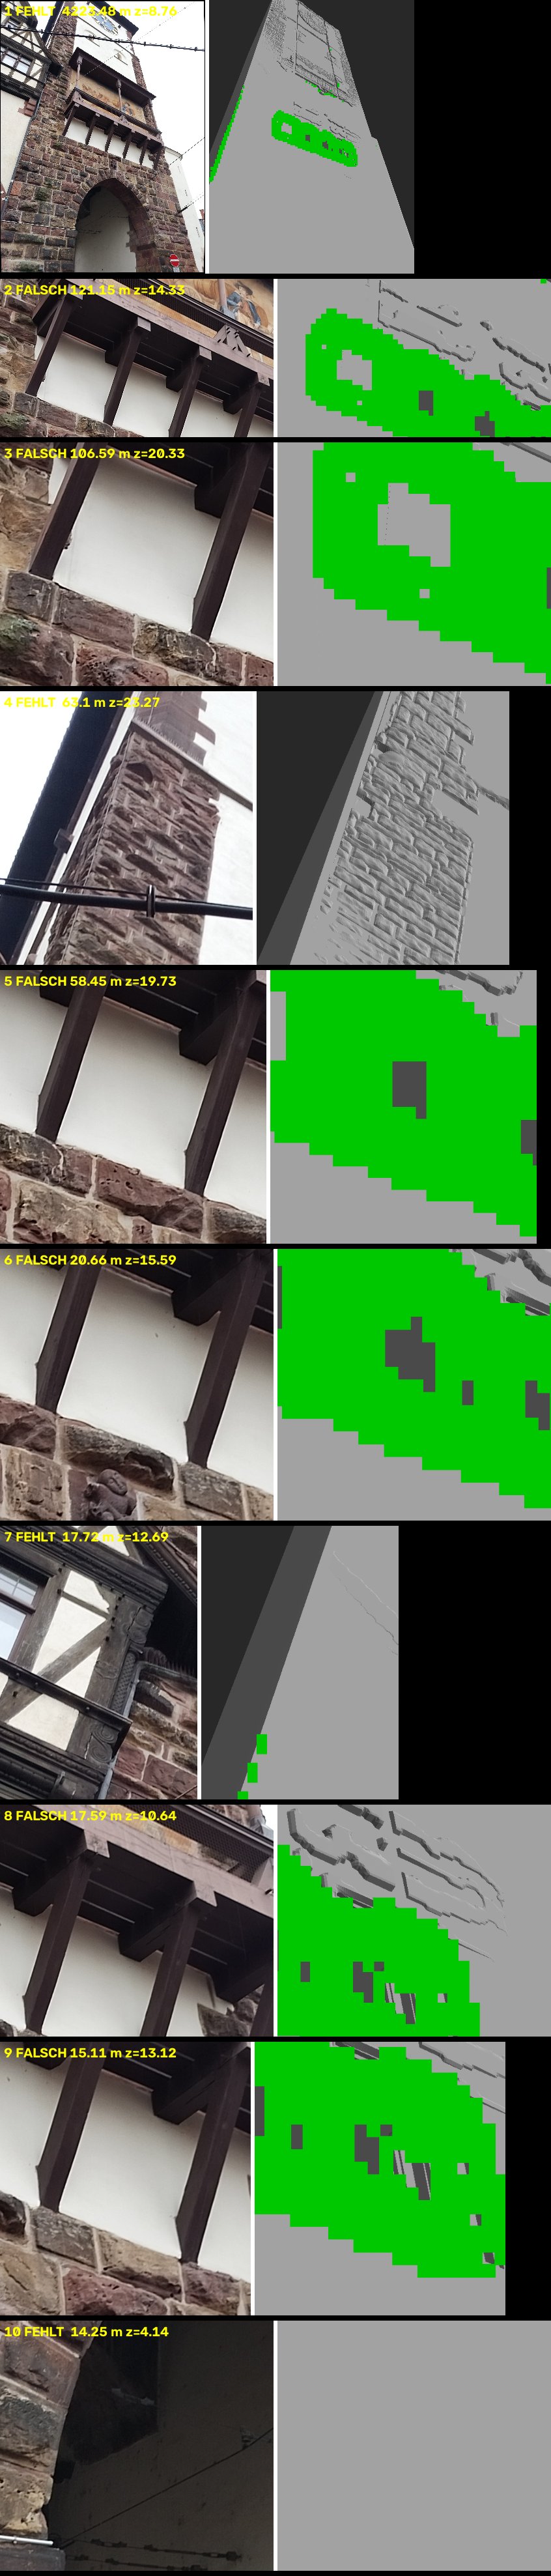 1 FEHLT 4223.48 m z=8.76
2 FALSCH 121.15 m z=14.33
3 FALSCH 106.59 m z=20.33
4 FEHLT 63.1 m z=23.27
5 FALSCH 58.45 m z=19.73
6 FALSCH 20.66 m z=15.59
7 FEHLT 17.72 m z=12.69
8 FALSCH 17.59 m z=10.64
9 FALSCH 15.11 m z=13.12
10 FEHLT 14.25 m z=4.14